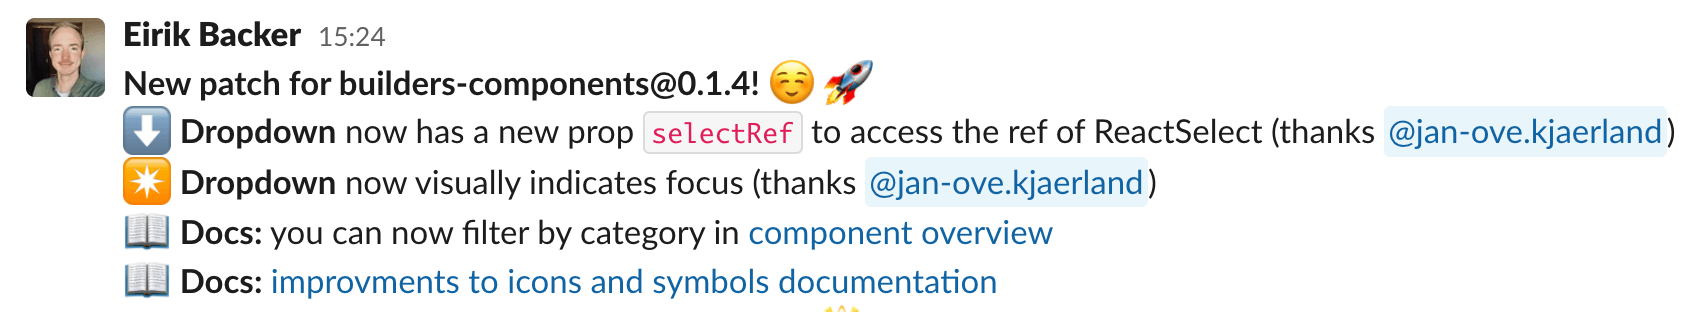 Eirik Backer 15:24
New patch for builders-components@0.1.4! ☺️ 🚀
⬇️ Dropdown now has a new prop selectRef to access the ref of ReactSelect (thanks @jan-ove.kjaerland)
✴️ Dropdown now visually indicates focus (thanks @jan-ove.kjaerland)
📖 Docs: you can now filter by category in component overview
📖 Docs: improvments to icons and symbols documentation